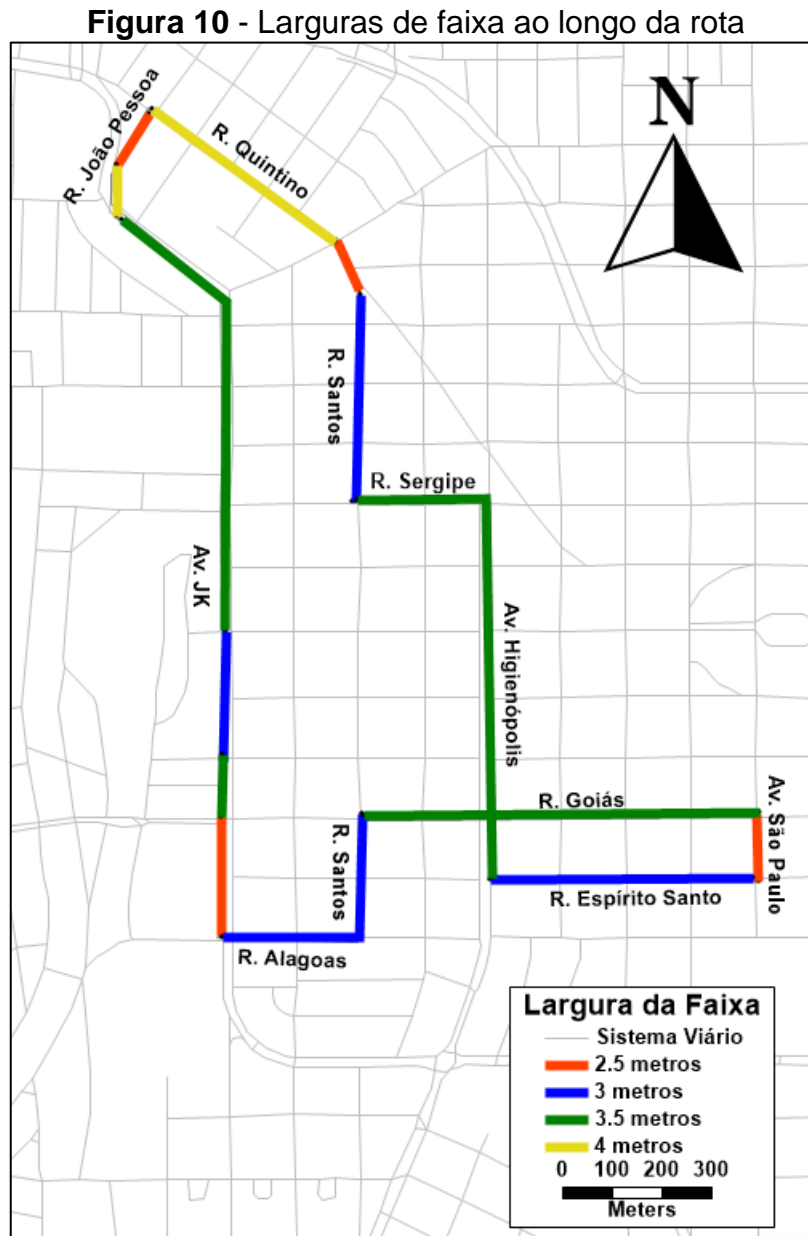 Figura 10 - Larguras de faixa ao longo da rota
N
R. João Pessoa
R. Quintino
R. Santos
R. Sergipe
Av. JK
Av. Higienópolis
R. Goiás
Av. São Paulo
R. Santos
R. Espírito Santo
R. Alagoas
Largura da Faixa
Sistema Viário
2.5 metros
3 metros
3.5 metros
4 metros
0 100 200 300
Meters